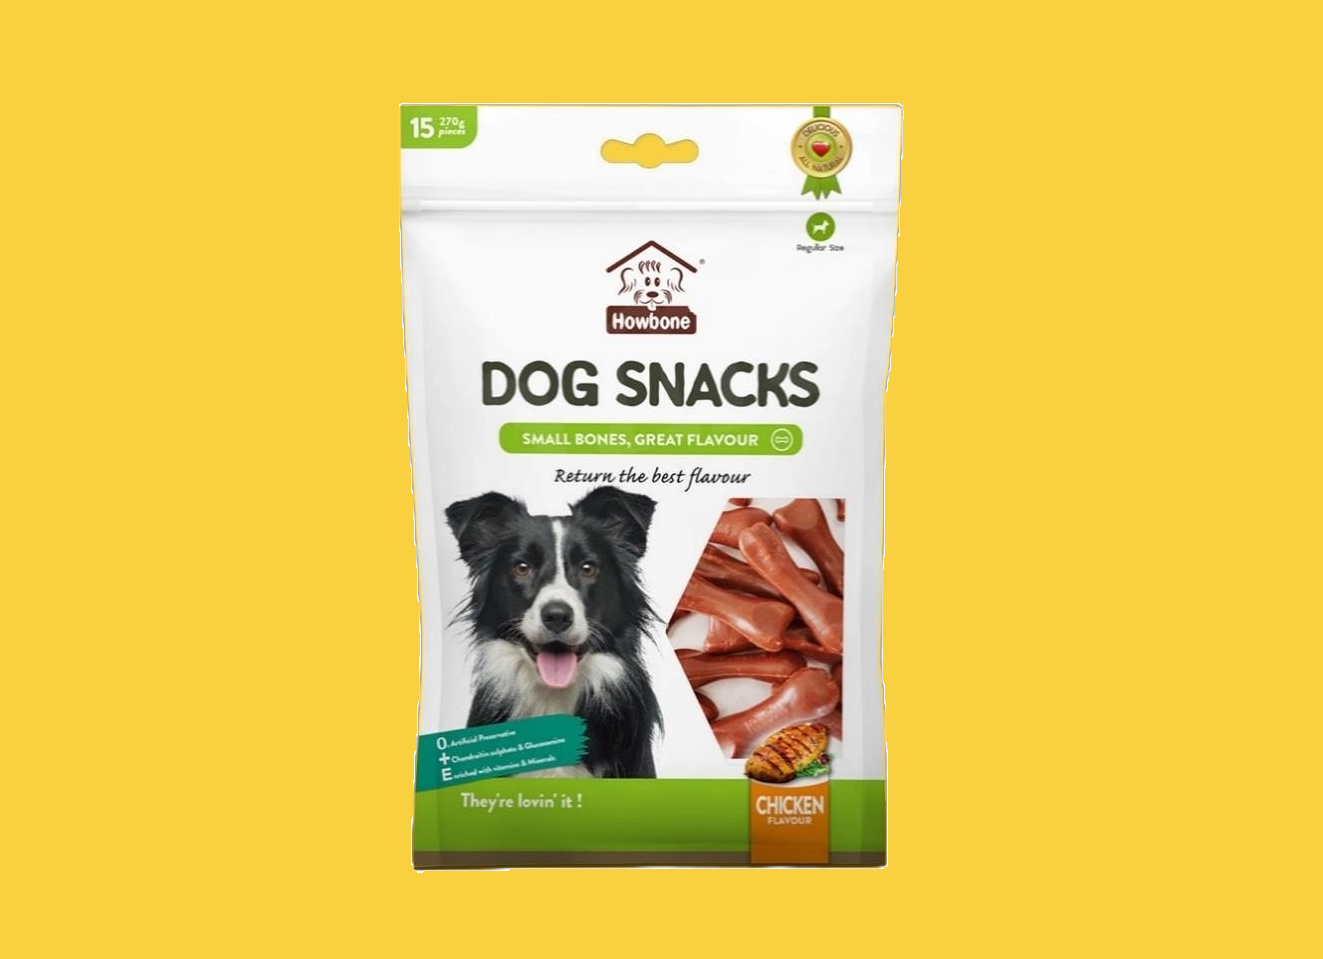 15 270g
pieces
DELICIOUS
ALL NATURAL
Regular Size
®
Howbone
DOG SNACKS
SMALL BONES, GREAT FLAVOUR
Return the best flavour
0. Artificial Preservative
+ Chondroitin sulphate & Glucosamine
Enriched with vitamins & Minerals
They're lovin' it !
CHICKEN
FLAVOUR